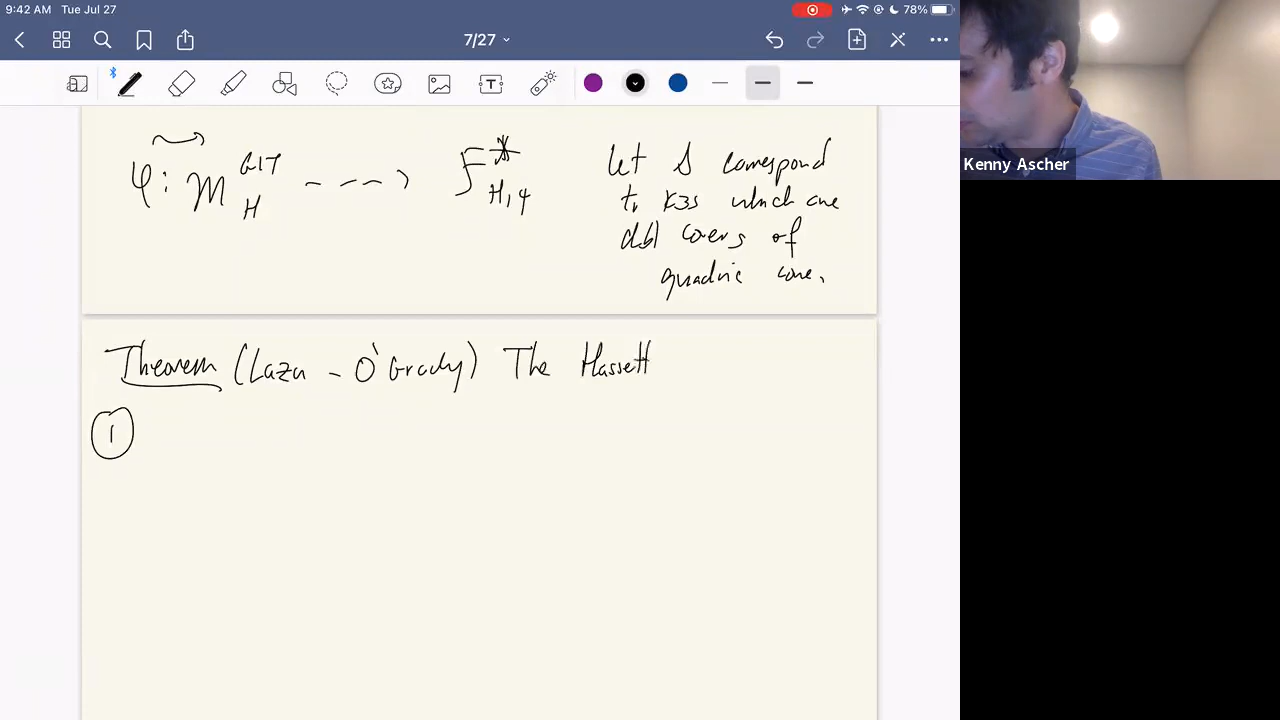 9:42 AM Tue Jul 27
78%
7/27
T
Kenny Ascher
φ : M^{GIT}_H ---> F^*_{H,4}
Let Δ correspond
to K3s which are
dbl covers of
quadric cone.
Theorem (Laza - O'Grady) The Hassett
1